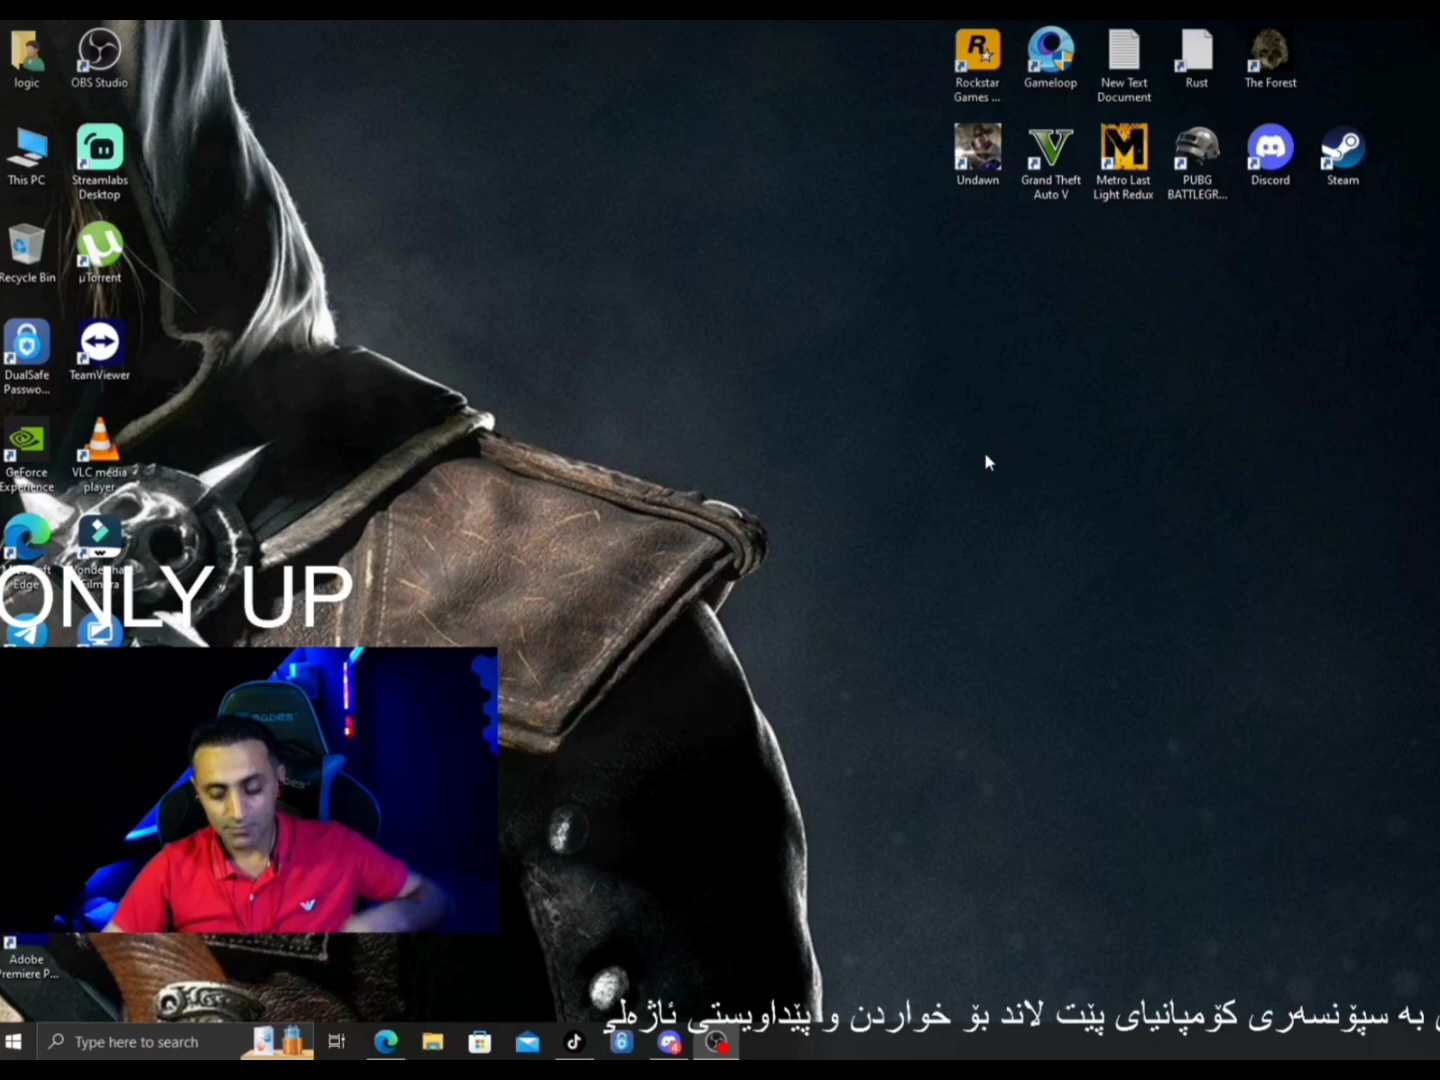 logic
OBS Studio
Rockstar
Games ...
Gameloop
New Text
Document
Rust
The Forest
This PC
Streamlabs
Desktop
Undawn
Grand Theft
Auto V
Metro Last
Light Redux
PUBG
BATTLEGR...
Discord
Steam
Recycle Bin
µTorrent
DualSafe
Passwo...
TeamViewer
GeForce
Experience
VLC media
player
Edge
ONLY UP
Adobe
Premiere P...
به سپۆنسەری کۆمپانیای پێت لاند بۆ خواردن و پێداویستی ئاژەلی
Type here to search